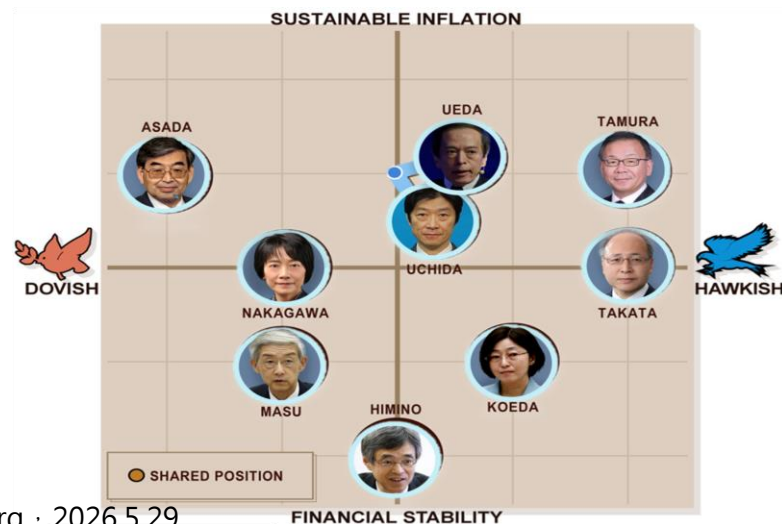 SUSTAINABLE INFLATION
UEDA
ASADA
TAMURA
DOVISH
UCHIDA
HAWKISH
NAKAGAWA
TAKATA
MASU
HIMINO
KOEDA
SHARED POSITION
rg，2026.5.29
FINANCIAL STABILITY